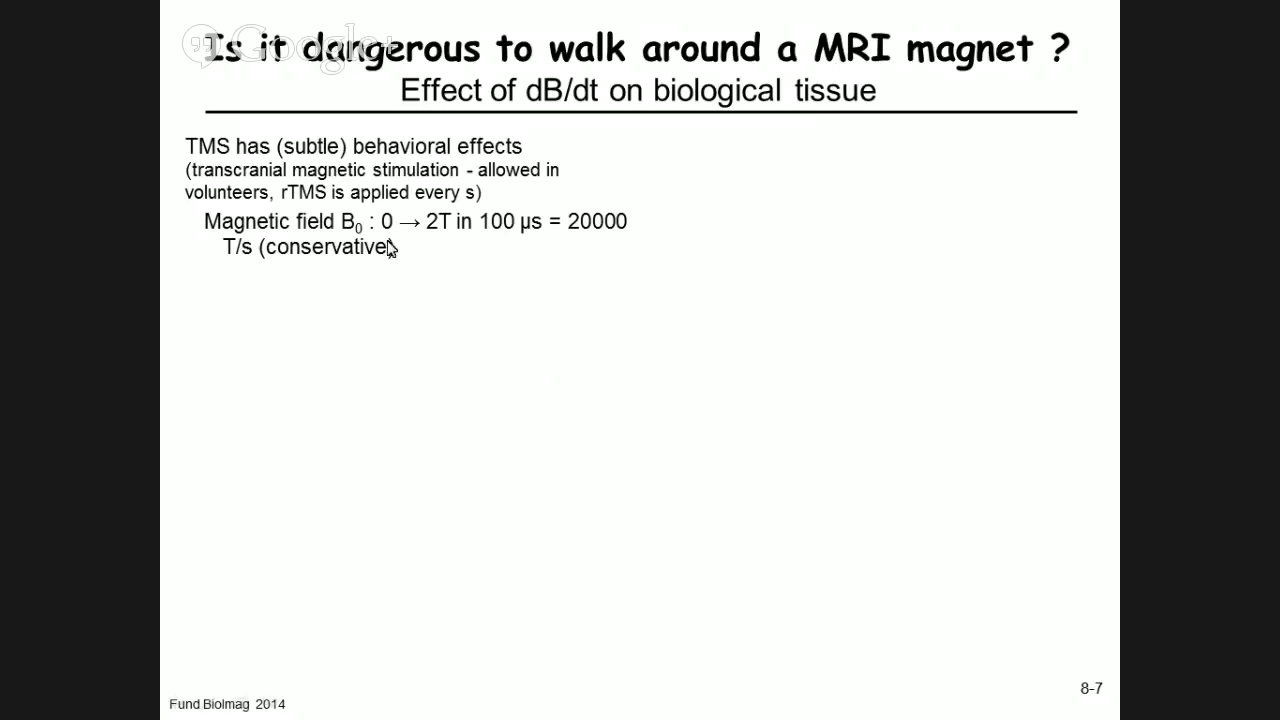 Google+
Is it dangerous to walk around a MRI magnet ?
Effect of dB/dt on biological tissue
TMS has (subtle) behavioral effects
(transcranial magnetic stimulation - allowed in
volunteers, rTMS is applied every s)
Magnetic field B₀ : 0 → 2T in 100 µs = 20000
T/s (conservative)
8-7
Fund BioImag 2014